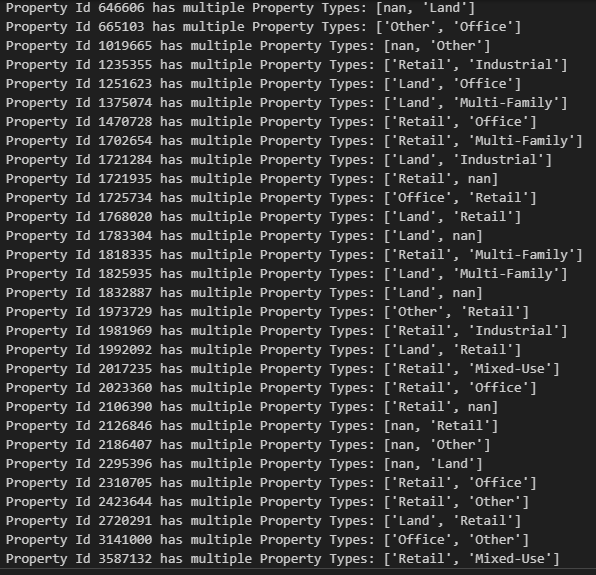 Property Id 646606 has multiple Property Types: [nan, 'Land']
Property Id 665103 has multiple Property Types: ['Other', 'Office']
Property Id 1019665 has multiple Property Types: [nan, 'Other']
Property Id 1235355 has multiple Property Types: ['Retail', 'Industrial']
Property Id 1251623 has multiple Property Types: ['Land', 'Office']
Property Id 1375074 has multiple Property Types: ['Land', 'Multi-Family']
Property Id 1470728 has multiple Property Types: ['Retail', 'Office']
Property Id 1702654 has multiple Property Types: ['Retail', 'Multi-Family']
Property Id 1721284 has multiple Property Types: ['Land', 'Industrial']
Property Id 1721935 has multiple Property Types: ['Retail', nan]
Property Id 1725734 has multiple Property Types: ['Office', 'Retail']
Property Id 1768020 has multiple Property Types: ['Land', 'Retail']
Property Id 1783304 has multiple Property Types: ['Land', nan]
Property Id 1818335 has multiple Property Types: ['Retail', 'Multi-Family']
Property Id 1825935 has multiple Property Types: ['Land', 'Multi-Family']
Property Id 1832887 has multiple Property Types: ['Land', nan]
Property Id 1973729 has multiple Property Types: ['Other', 'Retail']
Property Id 1981969 has multiple Property Types: ['Retail', 'Industrial']
Property Id 1992092 has multiple Property Types: ['Land', 'Retail']
Property Id 2017235 has multiple Property Types: ['Retail', 'Mixed-Use']
Property Id 2023360 has multiple Property Types: ['Retail', 'Office']
Property Id 2106390 has multiple Property Types: ['Retail', nan]
Property Id 2126846 has multiple Property Types: [nan, 'Retail']
Property Id 2186407 has multiple Property Types: [nan, 'Other']
Property Id 2295396 has multiple Property Types: [nan, 'Land']
Property Id 2310705 has multiple Property Types: ['Retail', 'Office']
Property Id 2423644 has multiple Property Types: ['Retail', 'Other']
Property Id 2720291 has multiple Property Types: ['Land', 'Retail']
Property Id 3141000 has multiple Property Types: ['Office', 'Other']
Property Id 3587132 has multiple Property Types: ['Retail', 'Mixed-Use']